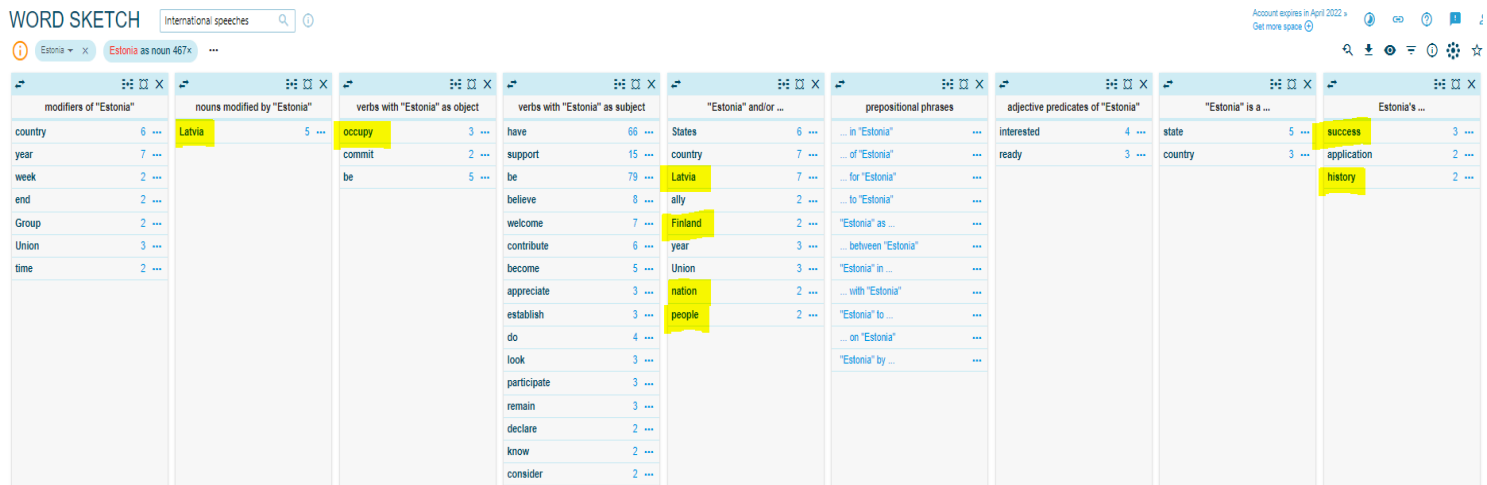 WORD SKETCH International speeches
Account expires in April 2022 »
Get more space
Estonia × Estonia as noun 467× •••
modifiers of "Estonia"
country 6 •••
year 7 •••
week 2 •••
end 2 •••
Group 2 •••
Union 3 •••
time 2 •••
nouns modified by "Estonia"
Latvia 5 •••
verbs with "Estonia" as object
occupy 3 •••
commit 2 •••
be 5 •••
verbs with "Estonia" as subject
have 66 •••
support 15 •••
be 79 •••
believe 8 •••
welcome 7 •••
contribute 6 •••
become 5 •••
appreciate 3 •••
establish 3 •••
do 4 •••
look 3 •••
participate 3 •••
remain 3 •••
declare 2 •••
know 2 •••
consider 2 •••
"Estonia" and/or ...
States 6 •••
country 7 •••
Latvia 7 •••
ally 2 •••
Finland 2 •••
year 3 •••
Union 3 •••
nation 2 •••
people 2 •••
prepositional phrases
... in "Estonia" •••
... of "Estonia" •••
... for "Estonia" •••
... to "Estonia" •••
"Estonia" as ... •••
... between "Estonia" •••
"Estonia" in ... •••
... with "Estonia" •••
"Estonia" to ... •••
... on "Estonia" •••
"Estonia" by ... •••
adjective predicates of "Estonia"
interested 4 •••
ready 3 •••
"Estonia" is a ...
state 5 •••
country 3 •••
Estonia's ...
success 3 •••
application 2 •••
history 2 •••